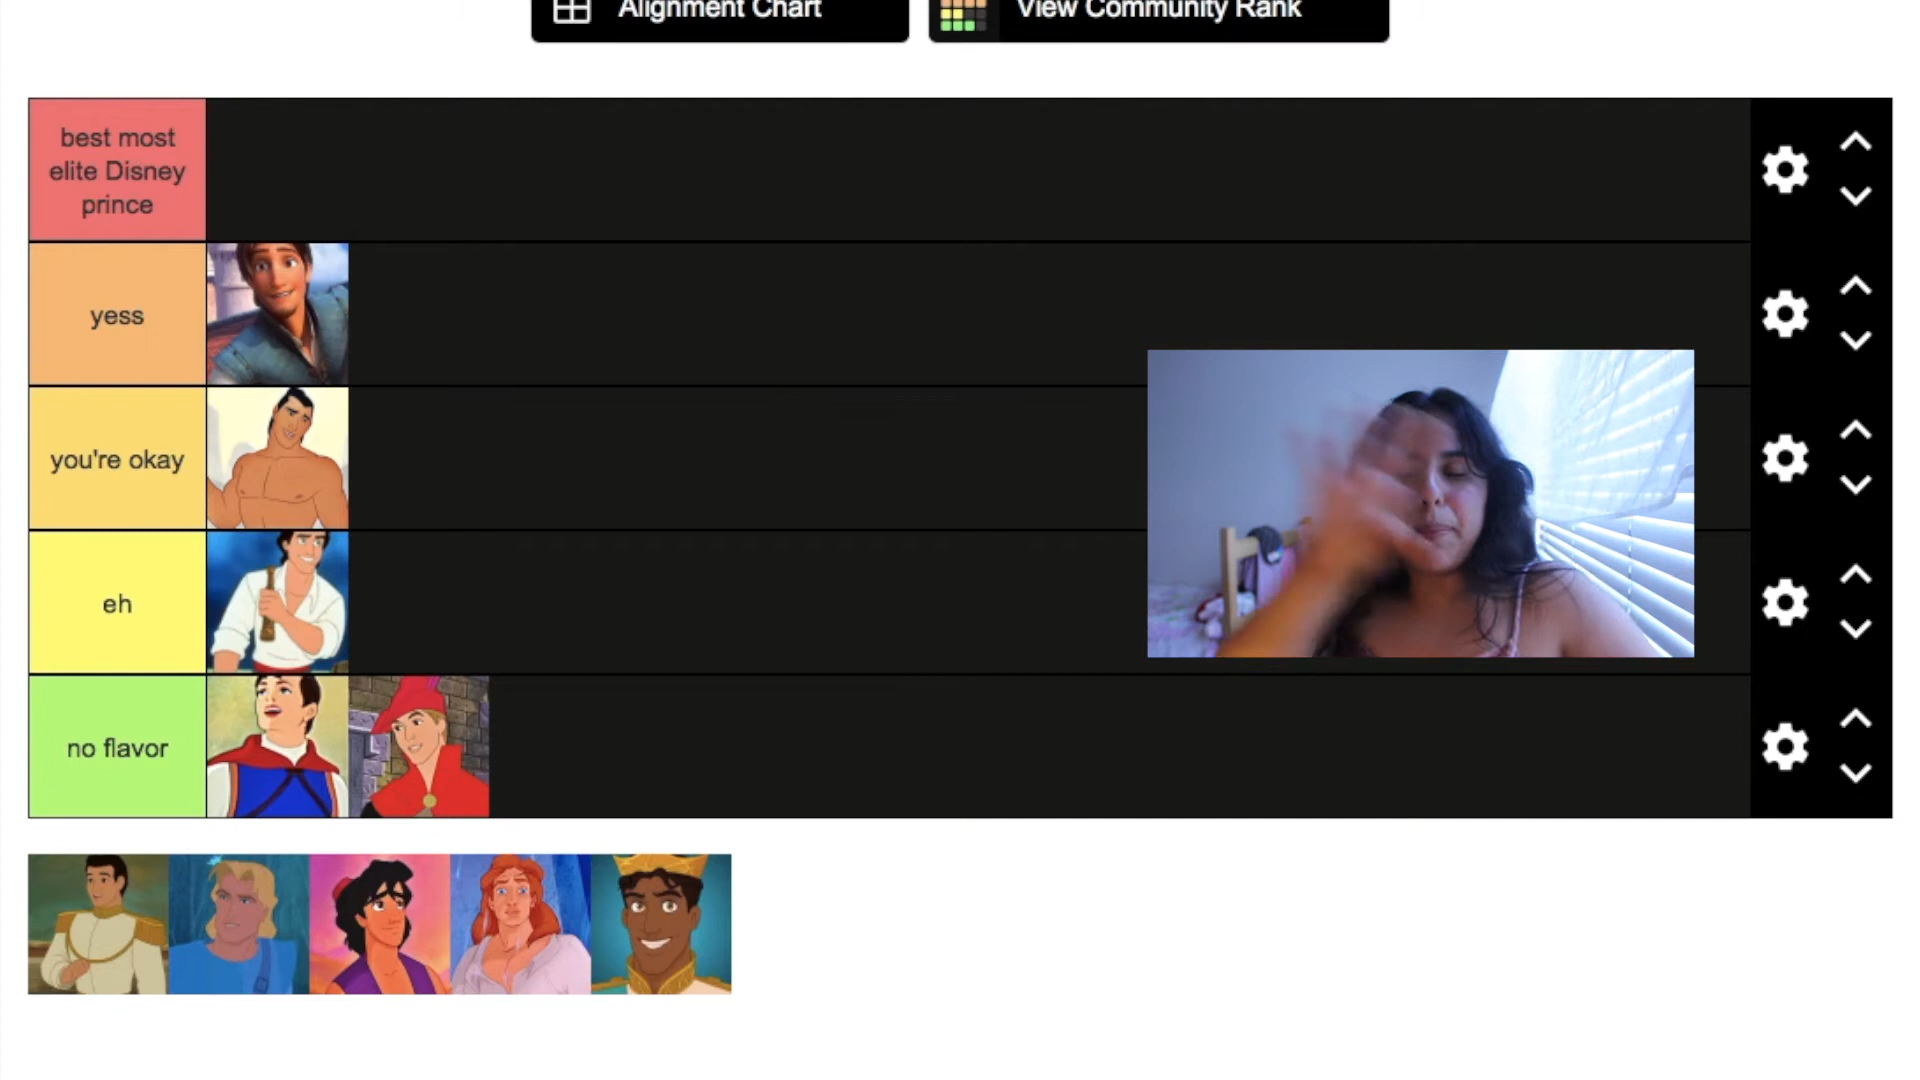 Alignment Chart
View Community Rank
best most
elite Disney
prince
yess
you're okay
eh
no flavor